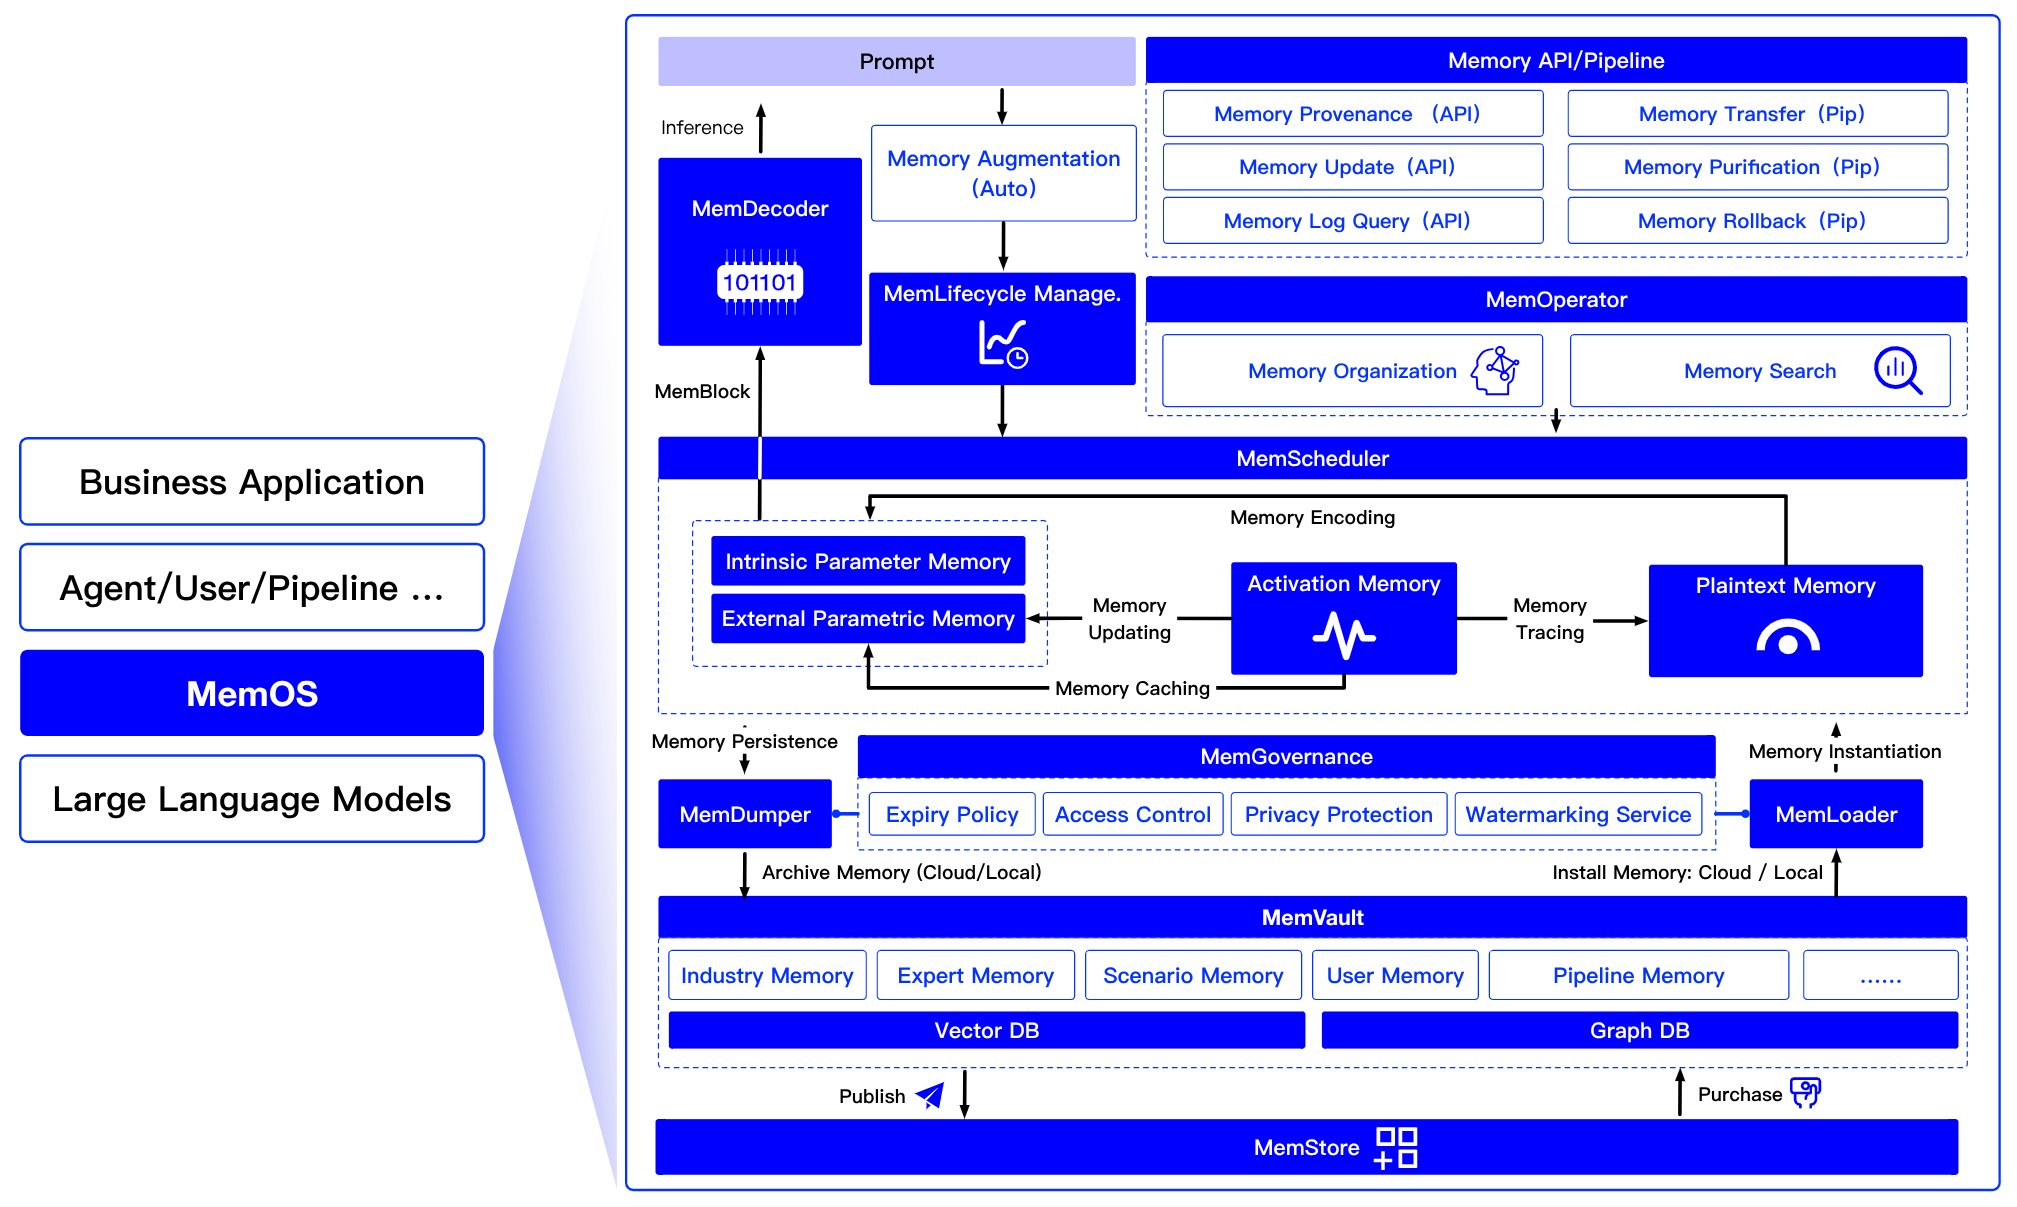 Business Application
Agent/User/Pipeline ...
MemOS
Large Language Models
Prompt
Inference
Memory Augmentation
(Auto)
MemDecoder
101101
MemLifecycle Manage.
MemBlock
Memory API/Pipeline
Memory Provenance (API)
Memory Transfer (Pip)
Memory Update (API)
Memory Purification (Pip)
Memory Log Query (API)
Memory Rollback (Pip)
MemOperator
Memory Organization
Memory Search
MemScheduler
Memory Encoding
Intrinsic Parameter Memory
External Parametric Memory
Memory
Updating
Activation Memory
Memory
Tracing
Plaintext Memory
Memory Caching
Memory Persistence
MemGovernance
Memory Instantiation
MemDumper
Expiry Policy
Access Control
Privacy Protection
Watermarking Service
MemLoader
Archive Memory (Cloud/Local)
Install Memory: Cloud / Local
MemVault
Industry Memory
Expert Memory
Scenario Memory
User Memory
Pipeline Memory
......
Vector DB
Graph DB
Publish
Purchase
MemStore